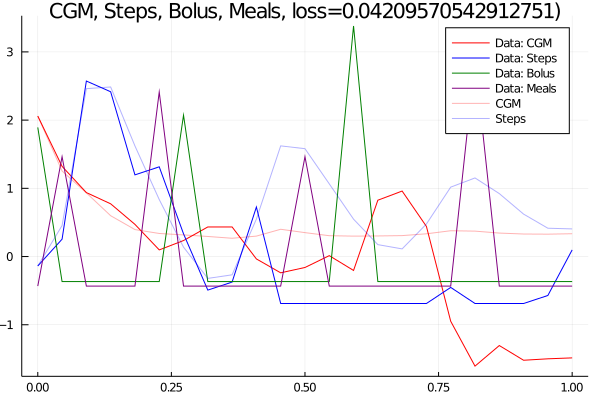 CGM, Steps, Bolus, Meals, loss=0.04209570542912751)
Data: CGM
Data: Steps
Data: Bolus
Data: Meals
CGM
Steps
3
2
1
0
−1
0.00 0.25 0.50 0.75 1.00